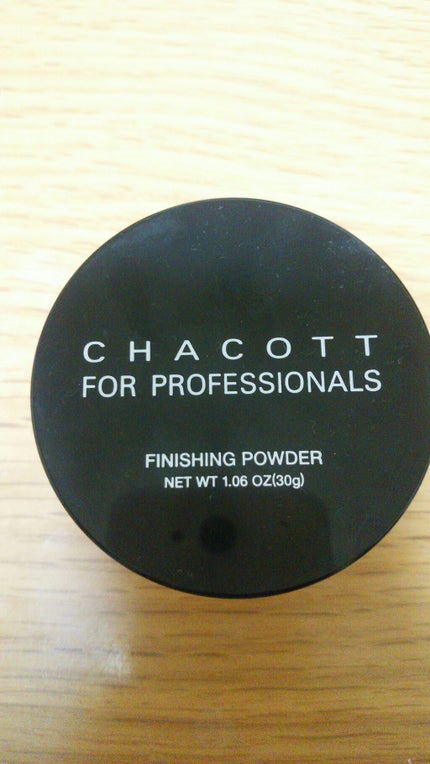 CHACOTT
FOR PROFESSIONALS
FINISHING POWDER
NET WT 1.06 OZ(30g)